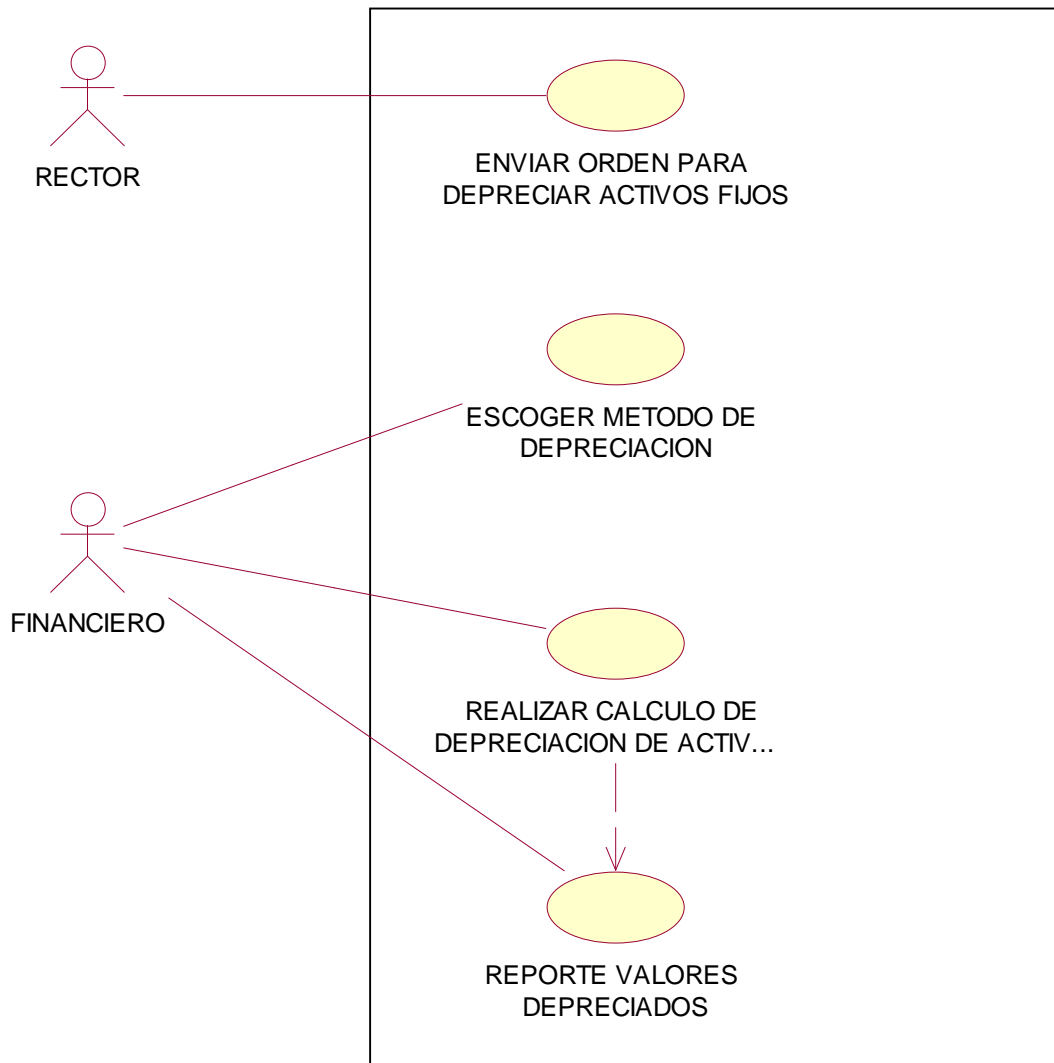 RECTOR
ENVIAR ORDEN PARA
DEPRECIAR ACTIVOS FIJOS
ESCOGER METODO DE
DEPRECIACION
FINANCIERO
REALIZAR CALCULO DE
DEPRECIACION DE ACTIV...
REPORTE VALORES
DEPRECIADOS